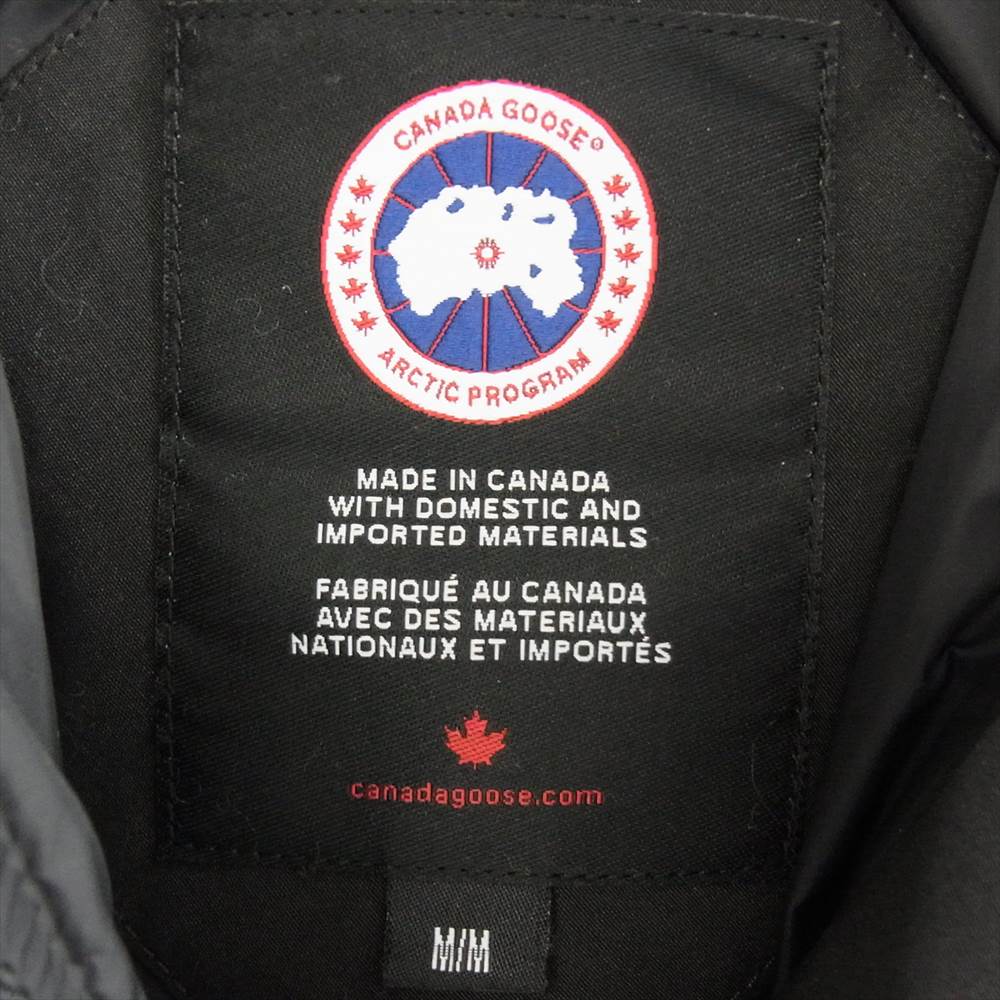 CANADA GOOSE®
ARCTIC PROGRAM
MADE IN CANADA
WITH DOMESTIC AND
IMPORTED MATERIALS
FABRIQUÉ AU CANADA
AVEC DES MATERIAUX
NATIONAUX ET IMPORTÉS
canadagoose.com
M/M